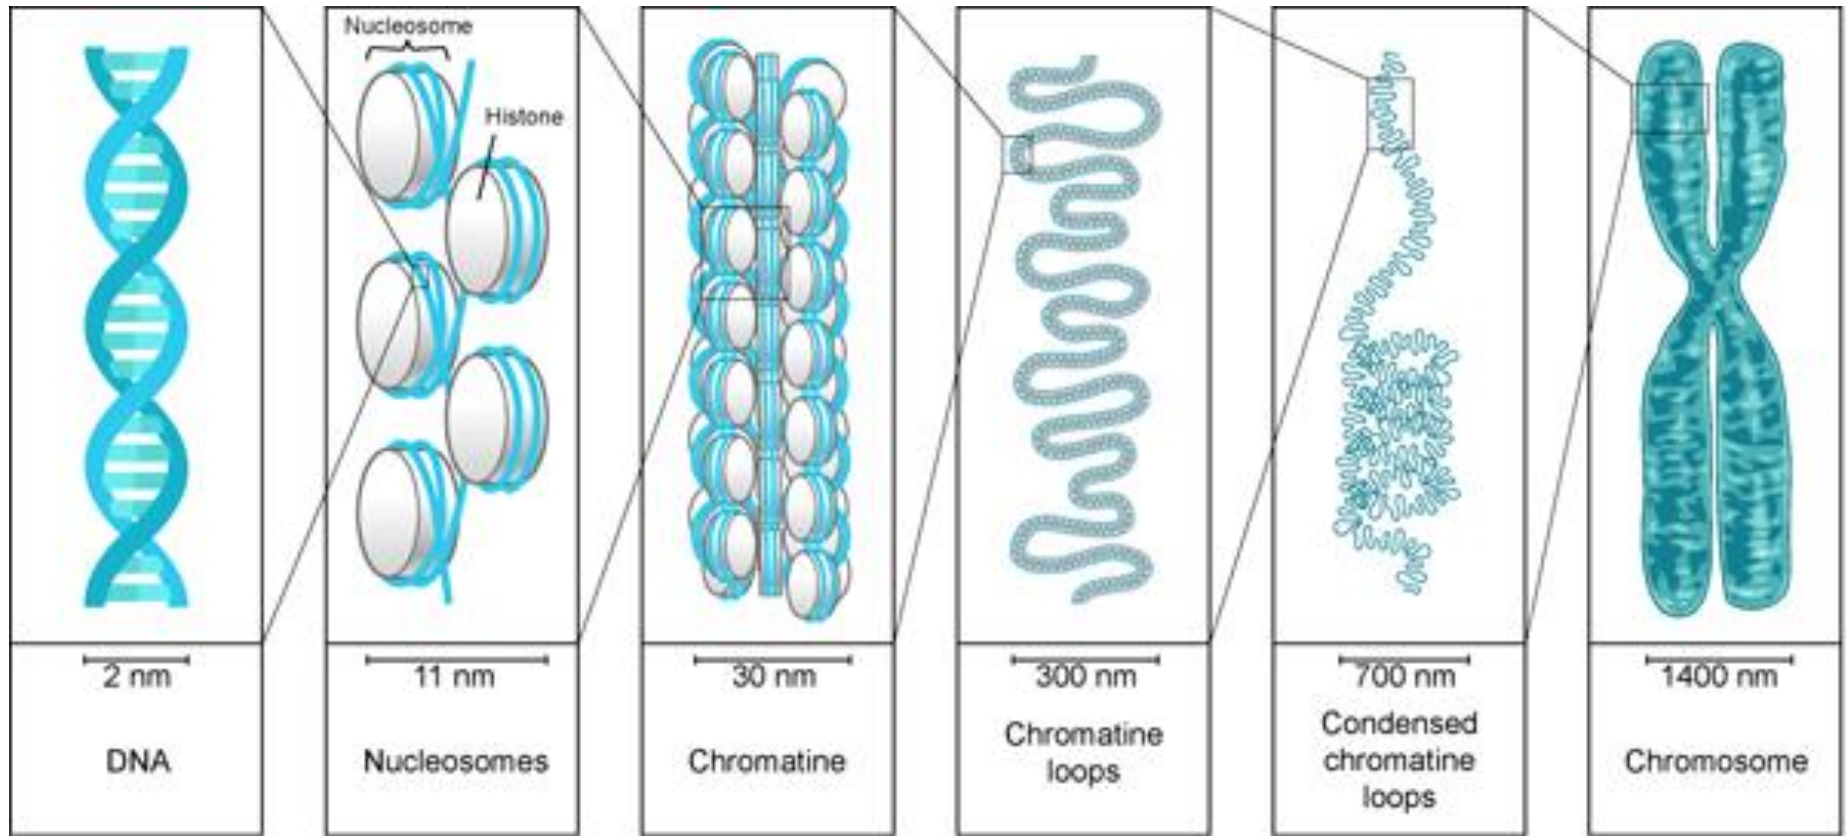 Nucleosome
Histone
2 nm
DNA
11 nm
Nucleosomes
30 nm
Chromatine
300 nm
Chromatine
loops
700 nm
Condensed
chromatine
loops
1400 nm
Chromosome